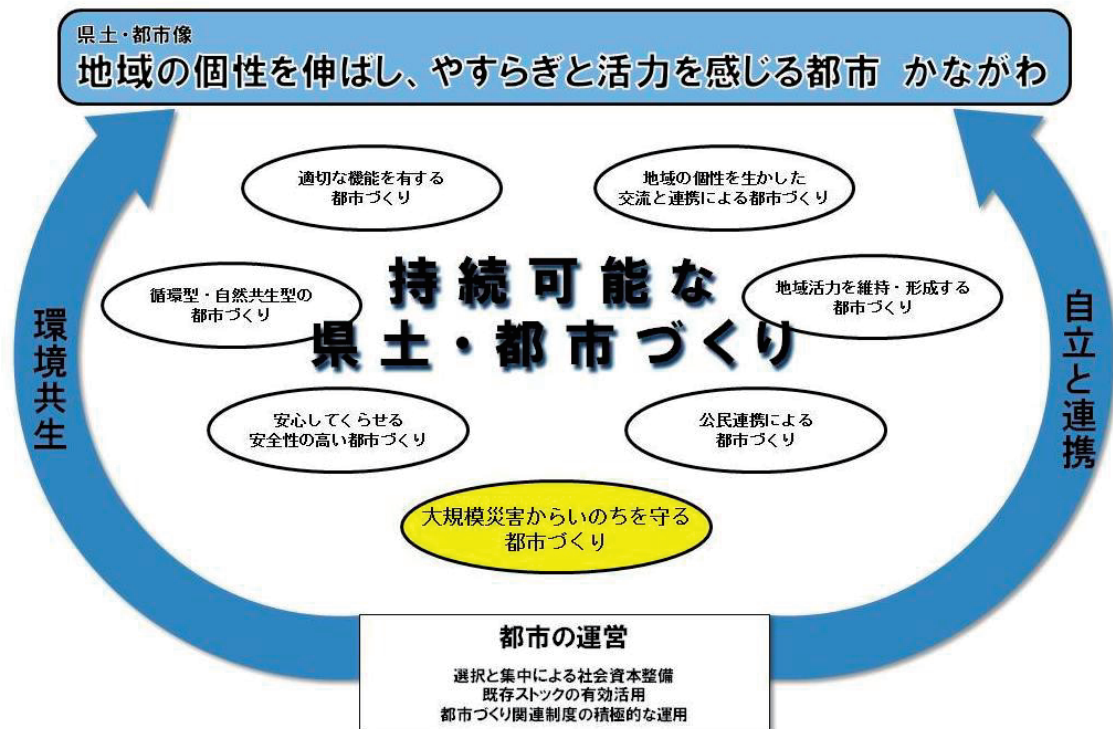 県土・都市像
地域の個性を伸ばし、やすらぎと活力を感じる都市 かながわ
適切な機能を有する
都市づくり
地域の個性を生かした
交流と連携による都市づくり
持続可能な
県土・都市づくり
循環型・自然共生型の
都市づくり
地域活力を維持・形成する
都市づくり
環境共生
自立と連携
安心してくらせる
安全性の高い都市づくり
公民連携による
都市づくり
大規模災害からいのちを守る
都市づくり
都市の運営
選択と集中による社会資本整備
既存ストックの有効活用
都市づくり関連制度の積極的な運用